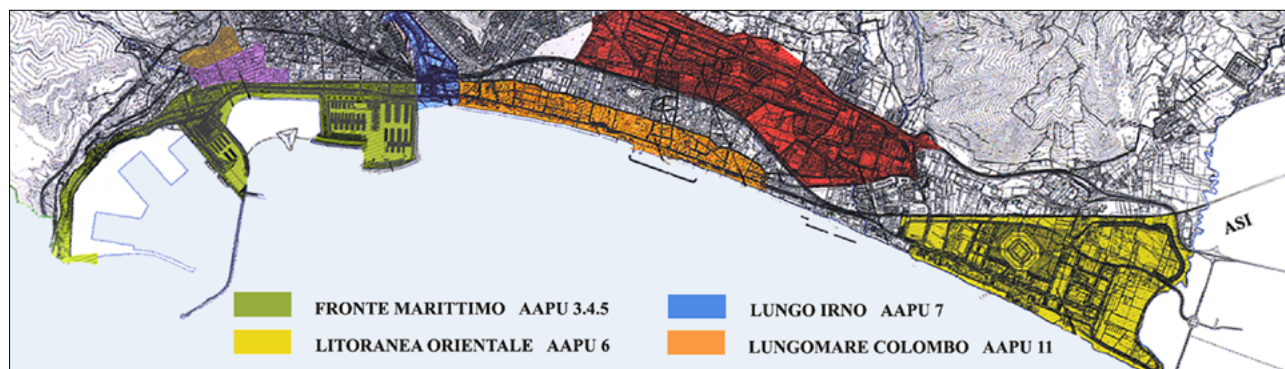 ASI
FRONTE MARITTIMO AAPU 3.4.5
LITORANEA ORIENTALE AAPU 6
LUNGO IRNO AAPU 7
LUNGOMARE COLOMBO AAPU 11